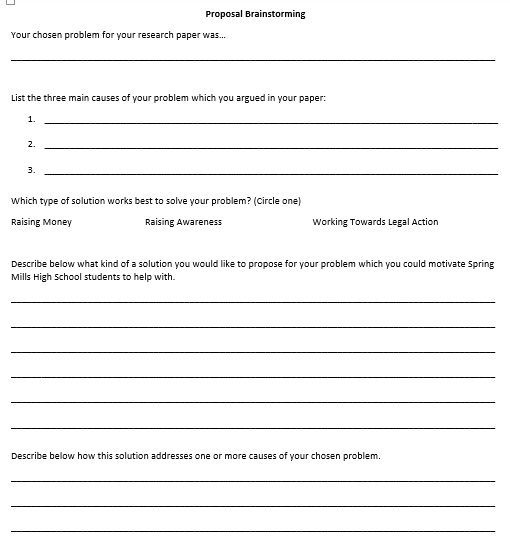 Proposal Brainstorming
Your chosen problem for your research paper was...
List the three main causes of your problem which you argued in your paper:
1.
2.
3.
Which type of solution works best to solve your problem? (Circle one)
Raising Money Raising Awareness Working Towards Legal Action
Describe below what kind of a solution you would like to propose for your problem which you could motivate Spring
Mills High School students to help with.
Describe below how this solution addresses one or more causes of your chosen problem.